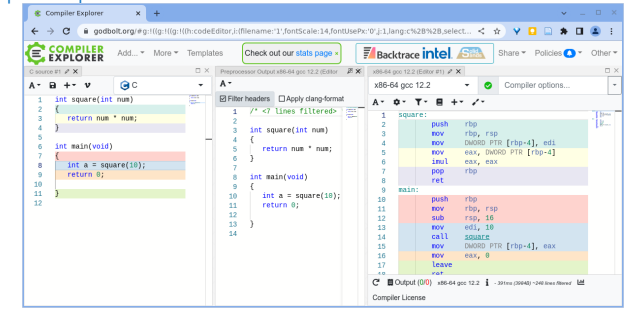 Compiler Explorer
godbolt.org/#g:!((g:!((g:!((h:codeEditor,i:(filename:'1',fontScale:14,fontUsePx:'0',j:1,lang:c%2B%2B,select...
COMPILER
EXPLORER
Add... More Templates Check out our stats page × Backtrace intel. Share Policies Other
C source #1
A C
1 int square(int num)
2 {
3 return num * num;
4 }
5
6 int main(void)
7 {
8 int a = square(10);
9 return 0;
10
11 }
12
Preprocessor Output x86-64 gcc 12.2 (Editor
A
Filter headers Apply clang-format
1 /* <7 lines filtered>
2
3 int square(int num)
4 {
5 return num * num;
6 }
7
8 int main(void)
9 {
10 int a = square(10);
11 return 0;
12
13 }
14
x86-64 gcc 12.2 (Editor #1)
x86-64 gcc 12.2 Compiler options...
A
1 square:
2 push rbp
3 mov rbp, rsp
4 mov DWORD PTR [rbp-4], edi
5 mov eax, DWORD PTR [rbp-4]
6 imul eax, eax
7 pop rbp
8 ret
9 main:
10 push rbp
11 mov rbp, rsp
12 sub rsp, 16
13 mov edi, 10
14 call square
15 mov DWORD PTR [rbp-4], eax
16 mov eax, 0
17 leave
18 ret
Output (0/0) x86-64 gcc 12.2 i - 391ms (3984B) ~248 lines filtered
Compiler License